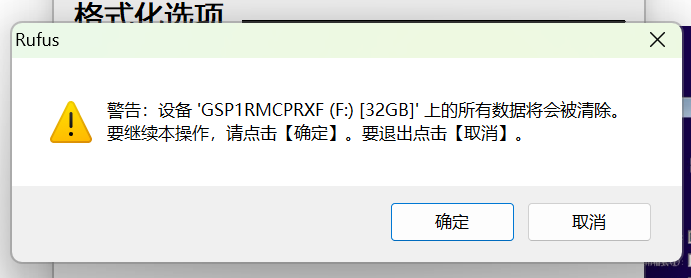 格式化选项
Rufus
警告：设备 'GSP1RMCPRXF (F:) [32GB]' 上的所有数据将会被清除。
要继续本操作，请点击【确定】。要退出点击【取消】。
确定
取消